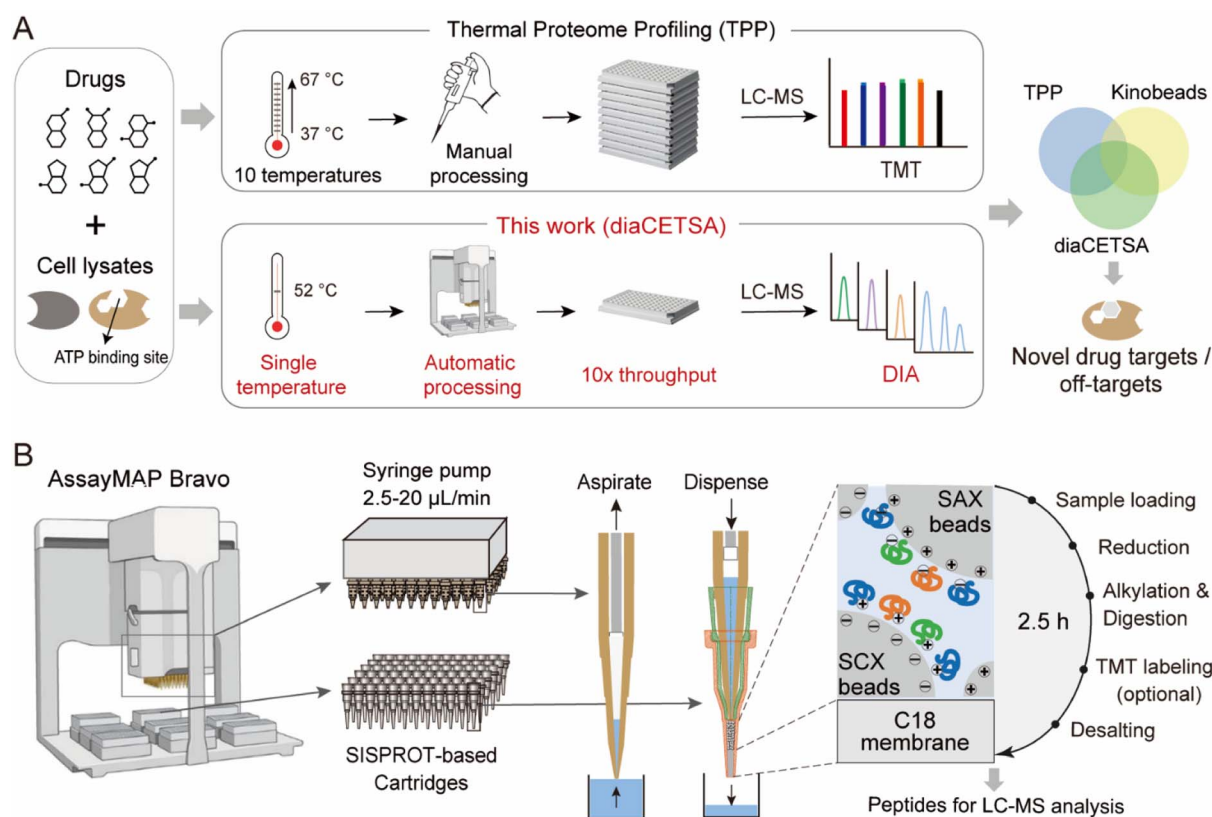 A
Drugs
+
Cell lysates
ATP binding site
Thermal Proteome Profiling (TPP)
67 °C
37 °C
10 temperatures
Manual
processing
LC-MS
TMT
This work (diaCETSA)
52 °C
Single
temperature
Automatic
processing
10x throughput
LC-MS
DIA
TPP
Kinobeads
diaCETSA
Novel drug targets /
off-targets
B
AssayMAP Bravo
Syringe pump
2.5-20 µL/min
SISPROT-based
Cartridges
Aspirate
Dispense
SAX
beads
SCX
beads
C18
membrane
2.5 h
Sample loading
Reduction
Alkylation &
Digestion
TMT labeling
(optional)
Desalting
Peptides for LC-MS analysis